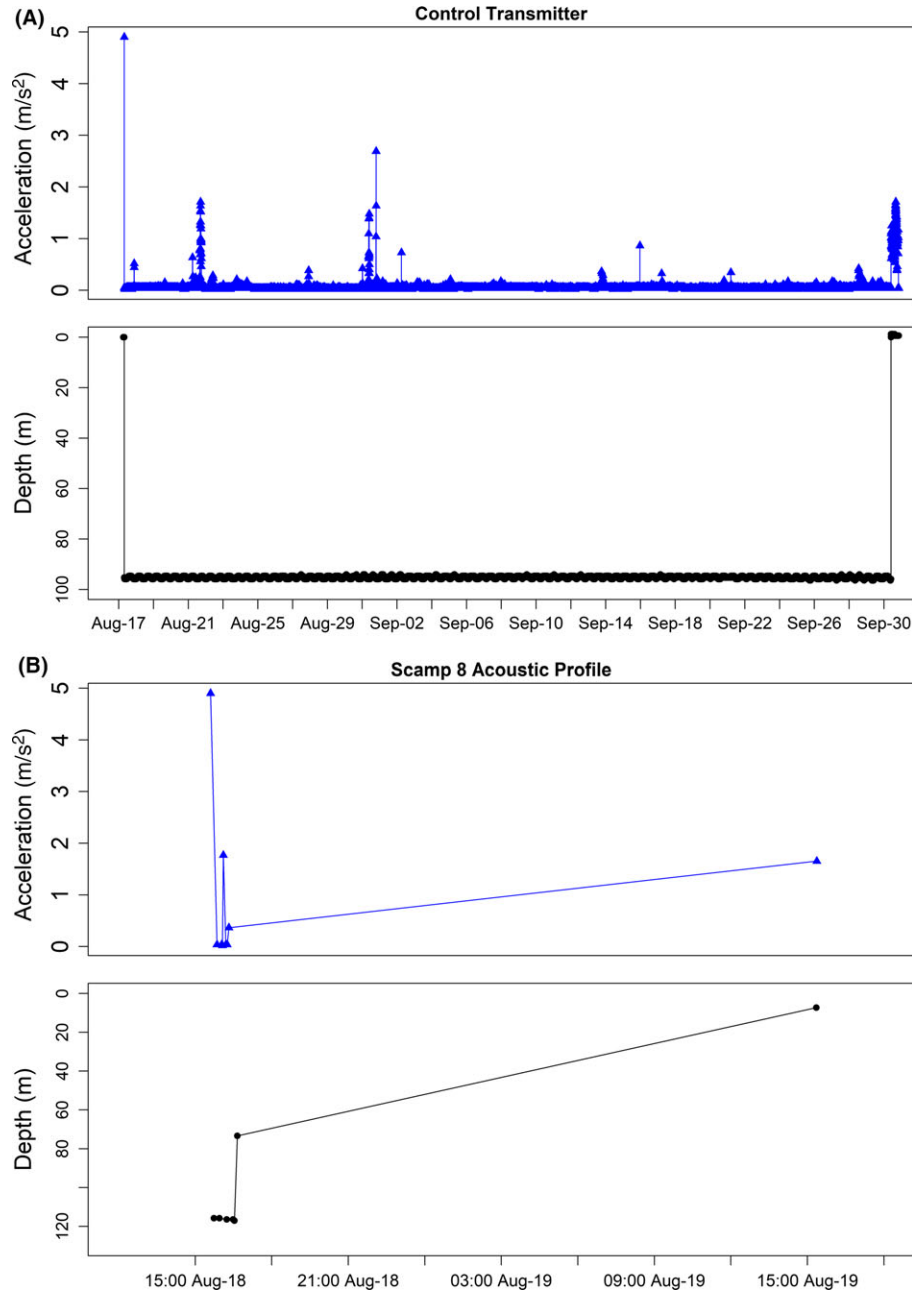 (A)
Control Transmitter
Acceleration (m/s²)
5
4
3
2
1
0
Depth (m)
0
20
40
60
80
100
Aug-17 Aug-21 Aug-25 Aug-29 Sep-02 Sep-06 Sep-10 Sep-14 Sep-18 Sep-22 Sep-26 Sep-30
(B)
Scamp 8 Acoustic Profile
Acceleration (m/s²)
5
4
3
2
1
0
Depth (m)
0
20
40
60
80
120
15:00 Aug-18 21:00 Aug-18 03:00 Aug-19 09:00 Aug-19 15:00 Aug-19